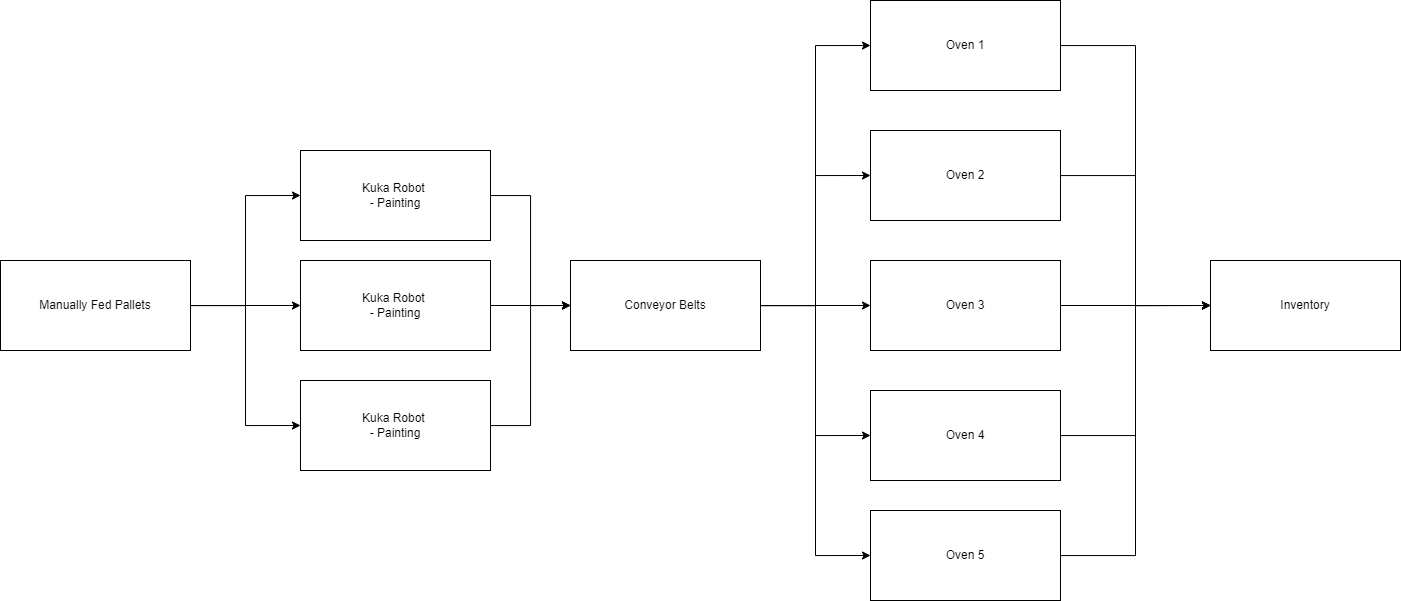 Manually Fed Pallets
Kuka Robot
- Painting
Kuka Robot
- Painting
Kuka Robot
- Painting
Conveyor Belts
Oven 1
Oven 2
Oven 3
Oven 4
Oven 5
Inventory